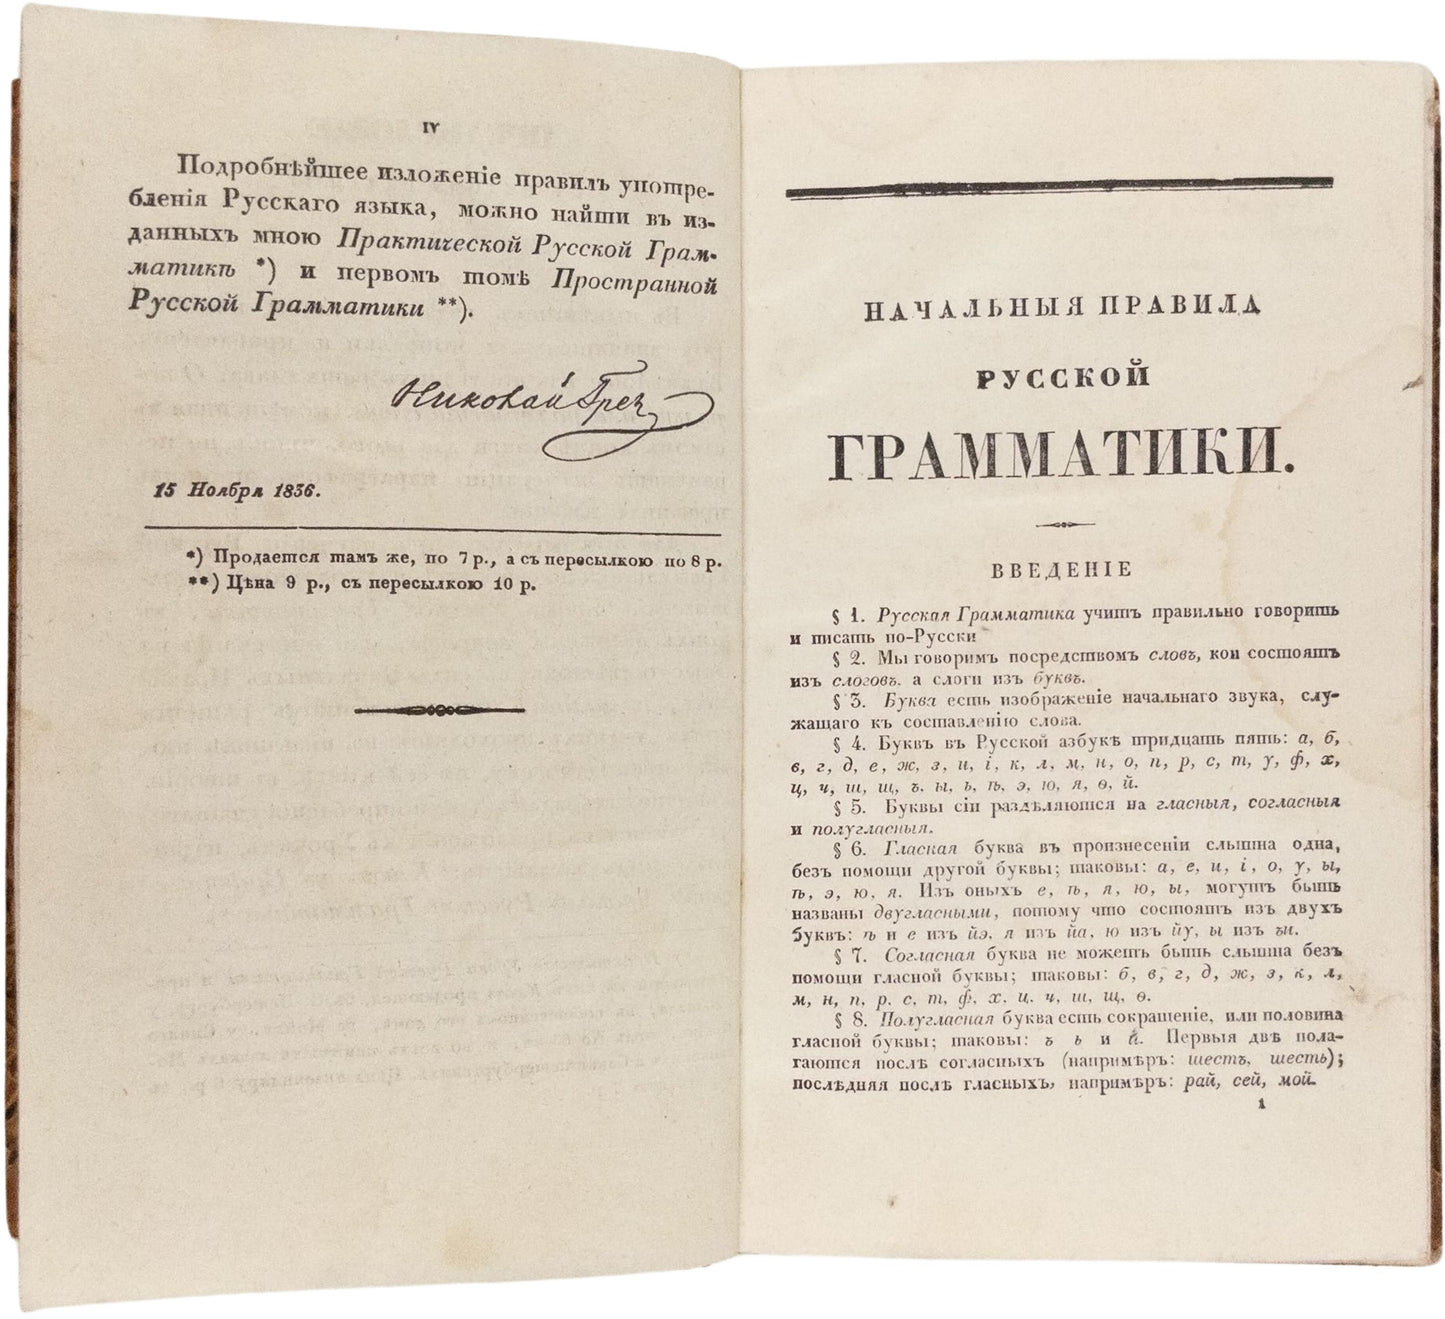 IV
Подробнѣйшее изложеніе правилъ употре-
бленія Русскаго языка, можно найти въ из-
данныхъ мною Практической Русской Грам-
матикѣ *) и первомъ томѣ Пространной
Русской Грамматики **).
Николай Греч
15 Ноября 1836.
*) Продается тамъ же, по 7 р., а съ пересылкою по 8 р.
**) Цѣна 9 р., съ пересылкою 10 р.
НАЧАЛЬНЫЯ ПРАВИЛА
РУССКОЙ
ГРАММАТИКИ.
ВВЕДЕНІЕ
§ 1. Русская Грамматика учитъ правильно говорить
и писать по-Русски
§ 2. Мы говоримъ посредствомъ словъ, кои состоятъ
изъ слоговъ, а слоги изъ буквъ.
§ 3. Буква есть изображеніе начальнаго звука, слу-
жащаго къ составленію слова.
§ 4. Буквъ въ Русской азбукѣ тридцать пять: а, б,
в, г, д, е, ж, з, и, і, к, л, м, н, о, п, р, с, т, у, ф, х,
ц, ч, ш, щ, ъ, ы, ь, ѣ, э, ю, я, ѳ, й.
§ 5. Буквы сіи раздѣляются на гласныя, согласныя
и полугласныя.
§ 6. Гласная буква въ произнесеніи слышна одна,
безъ помощи другой буквы; таковы: а, е, и, і, о, у, ы,
ѣ, э, ю, я. Изъ оныхъ е, ѣ, я, ю, ы, могутъ быть
названы двугласными, потому что состоятъ изъ двухъ
буквъ: ѣ и е изъ йэ, я изъ йа, ю изъ йу, ы изъ ъи.
§ 7. Согласная буква не можетъ быть слышна безъ
помощи гласной буквы; таковы: б, в, г, д, ж, з, к, л,
м, н, п, р, с, т, ф, х, ц, ч, ш, щ, ѳ.
§ 8. Полугласная буква есть сокращеніе, или половина
гласной буквы; таковы: ъ ь и й. Первыя двѣ пола-
гаются послѣ согласныхъ (напримѣръ: шестъ, шесть);
послѣдняя послѣ гласныхъ, напримѣръ: рай, сей, мой.
1